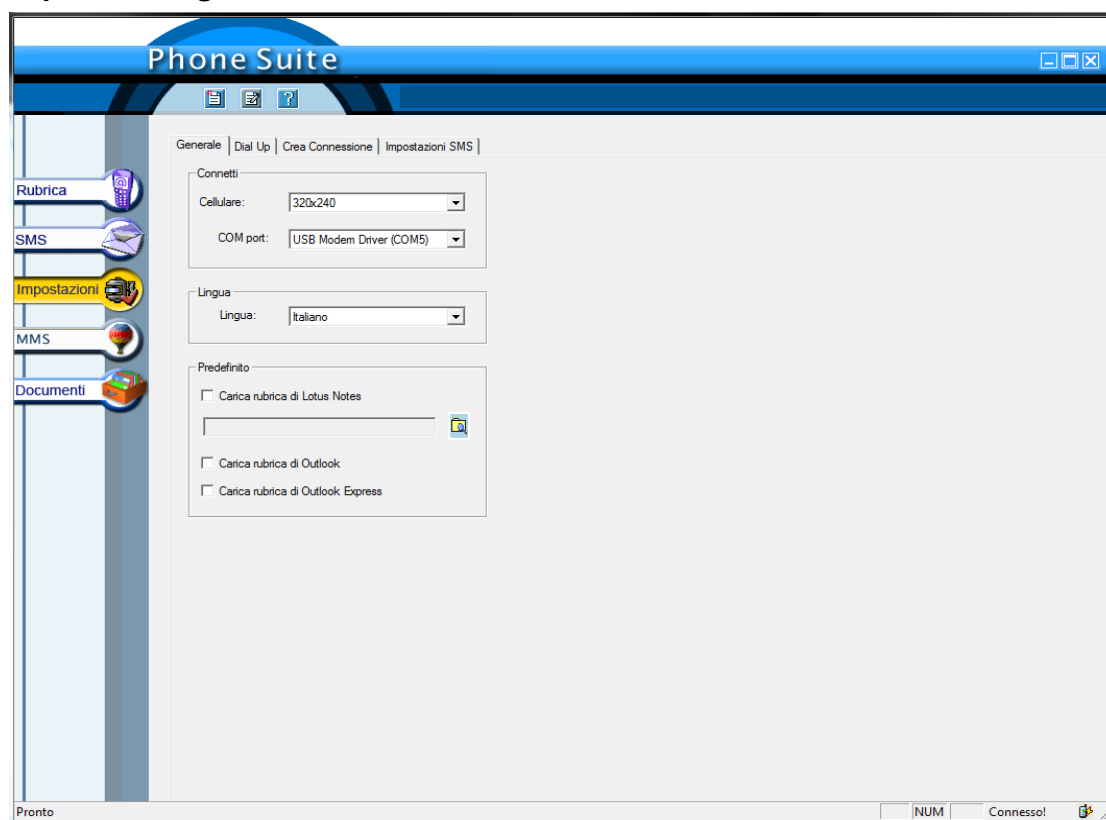 Phone Suite
Generale Dial Up Crea Connessione Impostazioni SMS
Connetti
Rubrica
Cellulare: 320x240
SMS
COM port: USB Modem Driver (COM5)
Impostazioni
Lingua
Lingua: Italiano
MMS
Predefinito
Documenti
Carica rubrica di Lotus Notes
Carica rubrica di Outlook
Carica rubrica di Outlook Express
Pronto NUM Connesso!